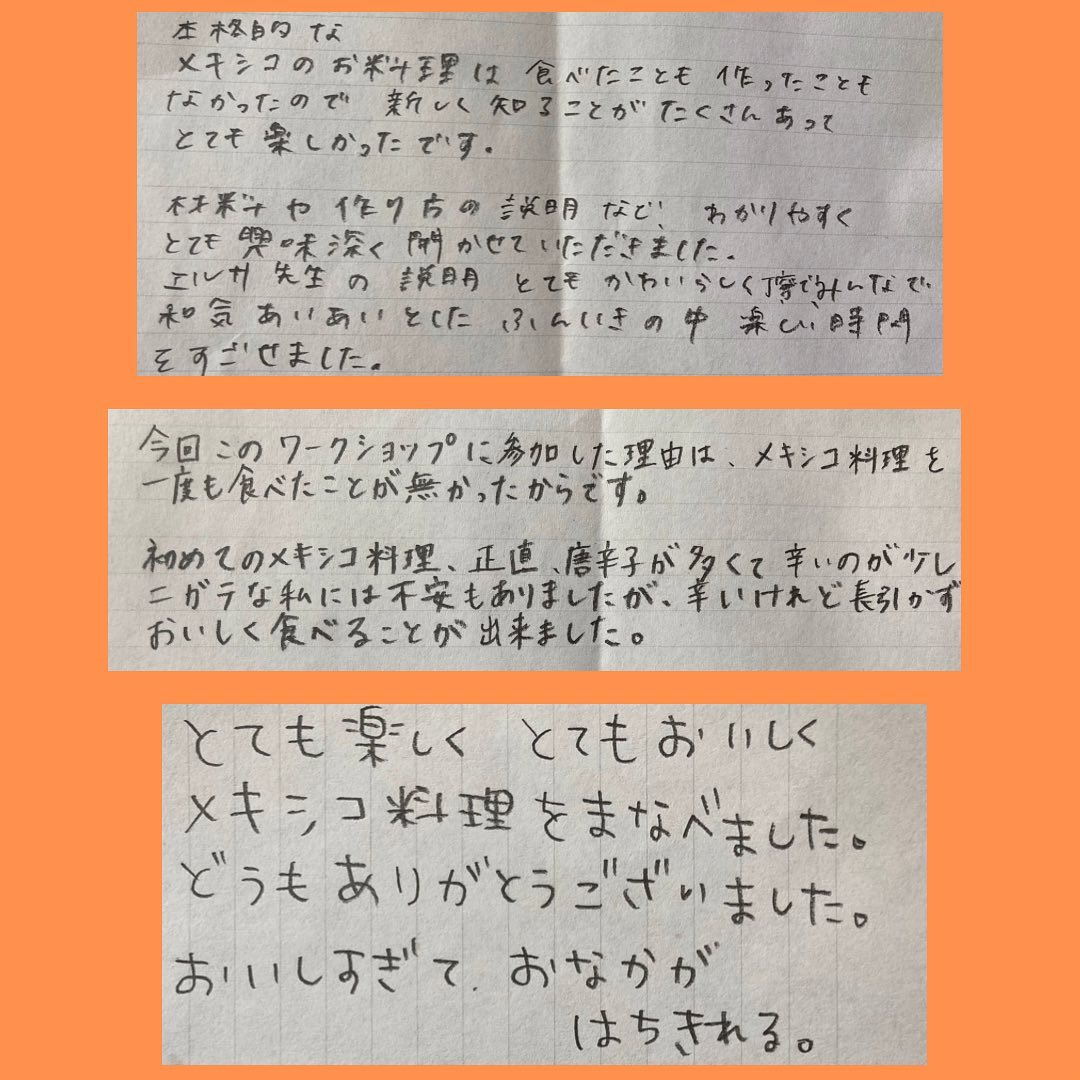 本格的な
メキシコのお料理は 食べたことも 作ったことも
なかったので 新しく知ることがたくさんあって
とても楽しかったです。
材料や作り方の説明など、わかりやすく
とても興味深く聞かせていただきました。
エルサ先生の説明 とてもかわいらしく丁寧でみんなで
和気あいあいとした ふんいきの中 楽しい時間
をすごせました。
今回このワークショップに参加した理由は、メキシコ料理を
一度も食べたことが無かったからです。
初めてのメキシコ料理、正直、唐辛子が多くて辛いのが少し
ニガテな私には不安もありましたが、辛いけれど長引かず
おいしく食べることが出来ました。
とても楽しく とてもおいしく
メキシコ料理をまなべました。
どうもありがとうございました。
おいしすぎて、おなかが
はちきれる。